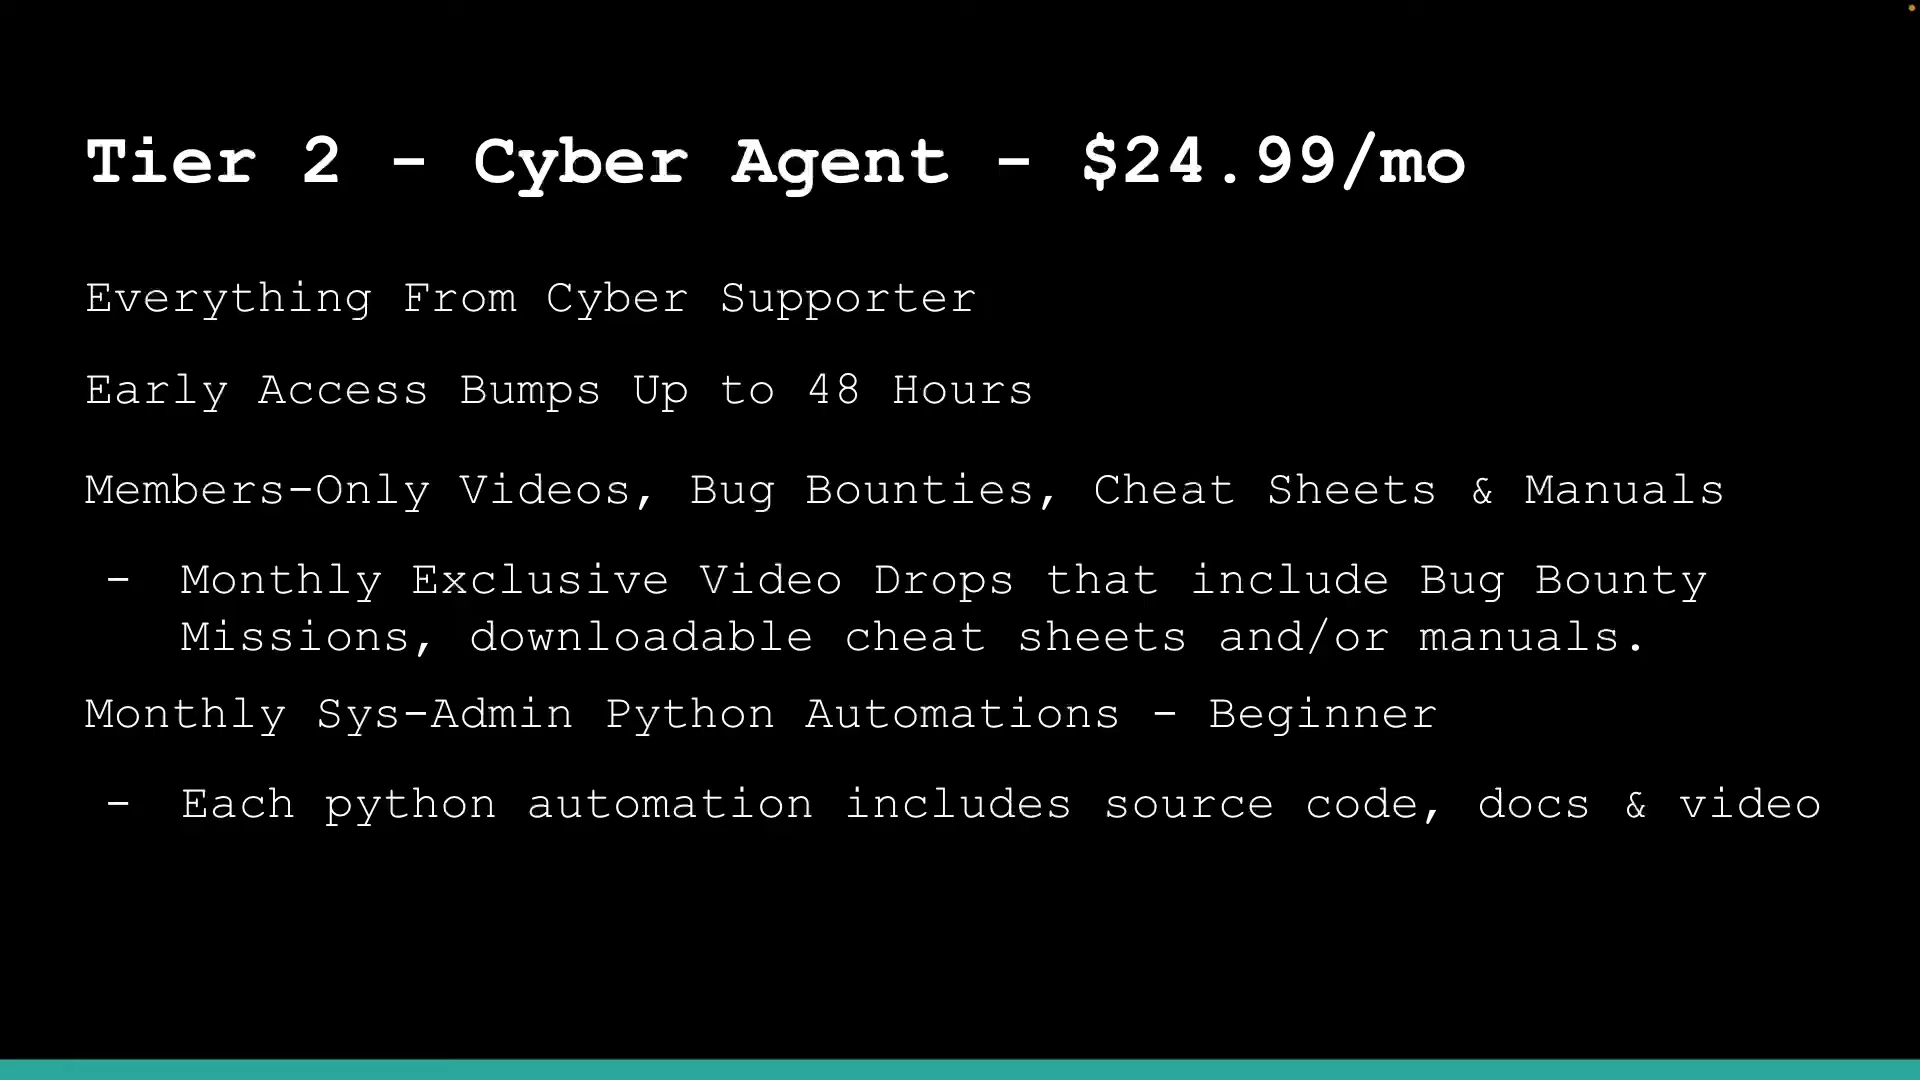 Tier 2 - Cyber Agent - $24.99/mo
Everything From Cyber Supporter
Early Access Bumps Up to 48 Hours
Members-Only Videos, Bug Bounties, Cheat Sheets & Manuals
- Monthly Exclusive Video Drops that include Bug Bounty
Missions, downloadable cheat sheets and/or manuals.
Monthly Sys-Admin Python Automations - Beginner
- Each python automation includes source code, docs & video